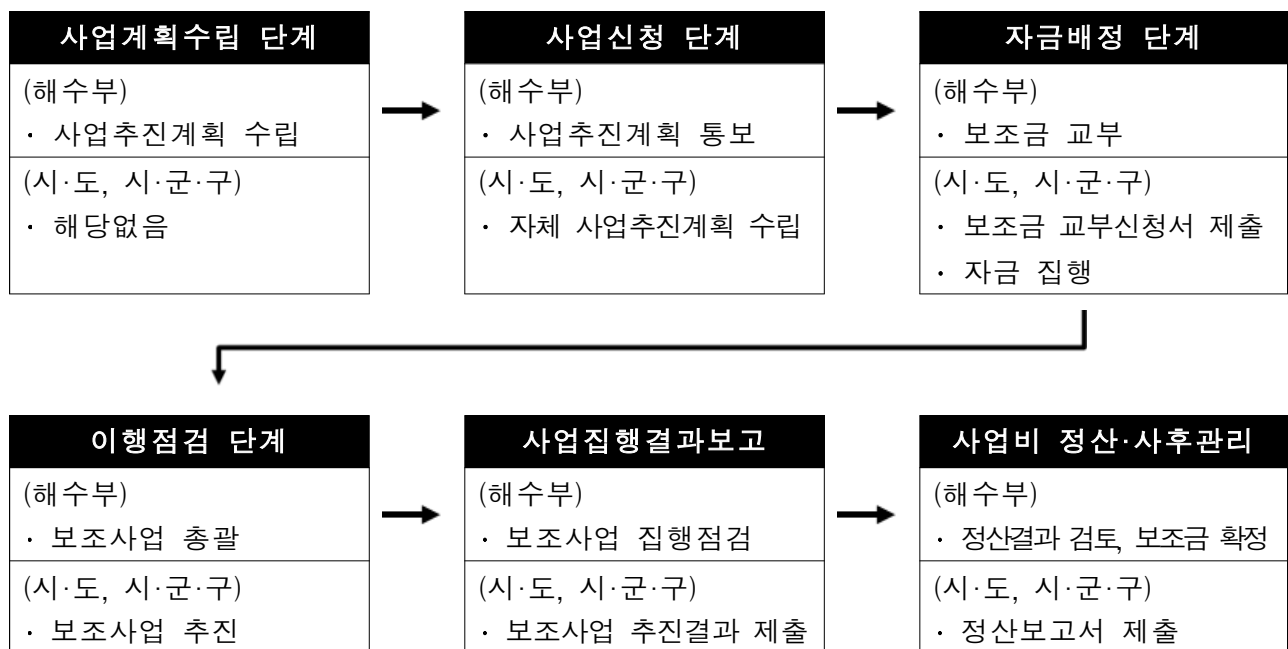 사업계획수립 단계
(해수부)
· 사업추진계획 수립
(시·도, 시·군·구)
· 해당없음
사업신청 단계
(해수부)
· 사업추진계획 통보
(시·도, 시·군·구)
· 자체 사업추진계획 수립
자금배정 단계
(해수부)
· 보조금 교부
(시·도, 시·군·구)
· 보조금 교부신청서 제출
· 자금 집행
이행점검 단계
(해수부)
· 보조사업 총괄
(시·도, 시·군·구)
· 보조사업 추진
사업집행결과보고
(해수부)
· 보조사업 집행점검
(시·도, 시·군·구)
· 보조사업 추진결과 제출
사업비 정산·사후관리
(해수부)
· 정산결과 검토, 보조금 확정
(시·도, 시·군·구)
· 정산보고서 제출